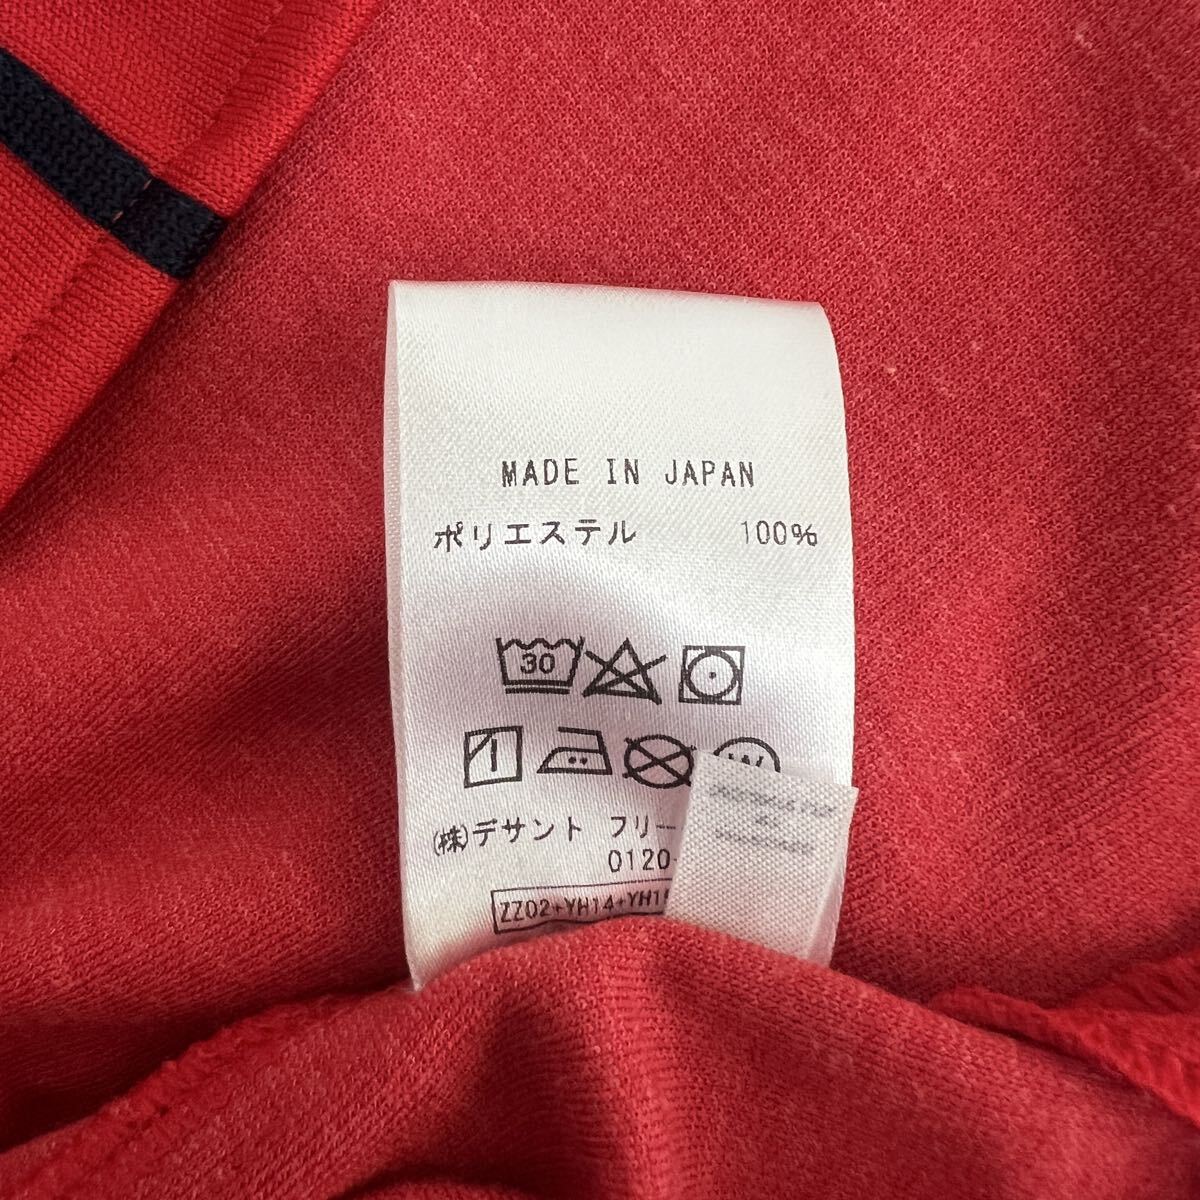 MADE IN JAPAN
ポリエステル 100%
30
W
(株)デサント フリー
0120-
ZZ02+YH14+YH1